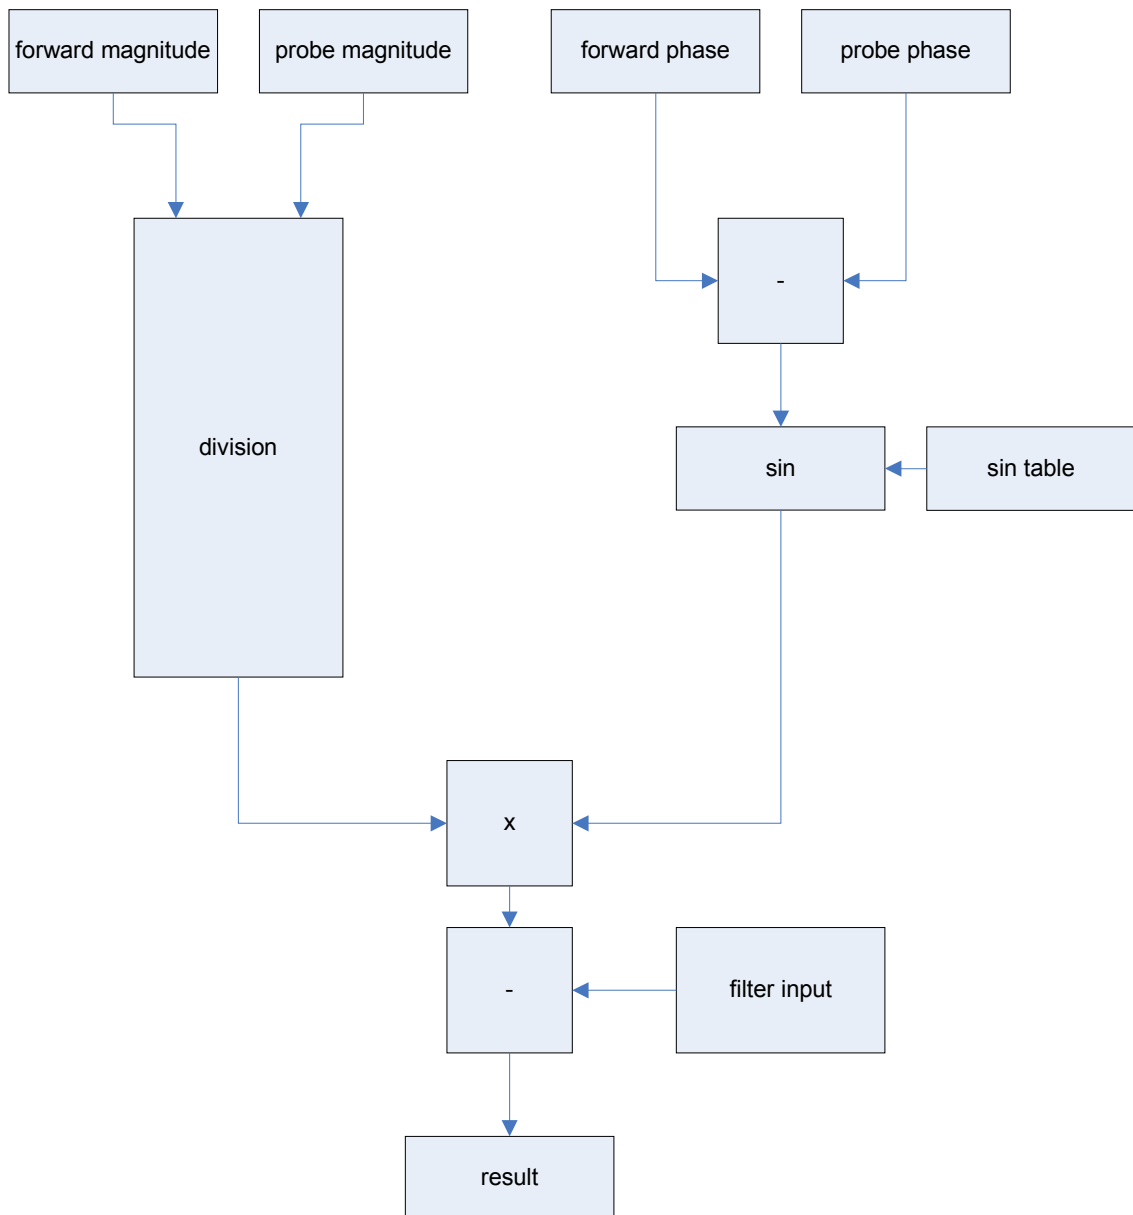 forward magnitude
probe magnitude
forward phase
probe phase
-
division
sin
sin table
x
-
filter input
result